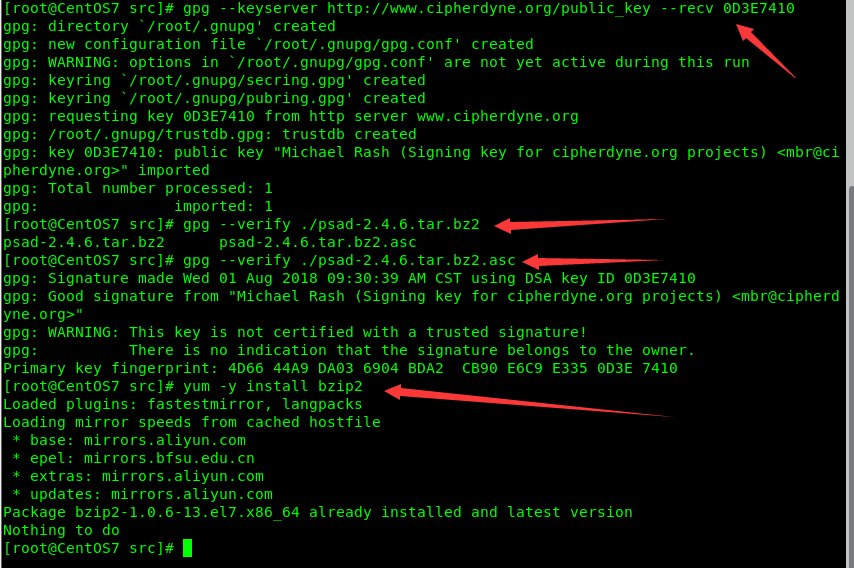 [root@CentOS7 src]# gpg --keyserver http://www.cipherdyne.org/public_key --recv 0D3E7410
gpg: directory `/root/.gnupg' created
gpg: new configuration file `/root/.gnupg/gpg.conf' created
gpg: WARNING: options in `/root/.gnupg/gpg.conf' are not yet active during this run
gpg: keyring `/root/.gnupg/secring.gpg' created
gpg: keyring `/root/.gnupg/pubring.gpg' created
gpg: requesting key 0D3E7410 from http server www.cipherdyne.org
gpg: /root/.gnupg/trustdb.gpg: trustdb created
gpg: key 0D3E7410: public key "Michael Rash (Signing key for cipherdyne.org projects) <mbr@ci
pherdyne.org>" imported
gpg: Total number processed: 1
gpg:               imported: 1
[root@CentOS7 src]# gpg --verify ./psad-2.4.6.tar.bz2
psad-2.4.6.tar.bz2      psad-2.4.6.tar.bz2.asc
[root@CentOS7 src]# gpg --verify ./psad-2.4.6.tar.bz2.asc
gpg: Signature made Wed 01 Aug 2018 09:30:39 AM CST using DSA key ID 0D3E7410
gpg: Good signature from "Michael Rash (Signing key for cipherdyne.org projects) <mbr@cipherd
yne.org>"
gpg: WARNING: This key is not certified with a trusted signature!
gpg:          There is no indication that the signature belongs to the owner.
Primary key fingerprint: 4D66 44A9 DA03 6904 BDA2  CB90 E6C9 E335 0D3E 7410
[root@CentOS7 src]# yum -y install bzip2
Loaded plugins: fastestmirror, langpacks
Loading mirror speeds from cached hostfile
 * base: mirrors.aliyun.com
 * epel: mirrors.bfsu.edu.cn
 * extras: mirrors.aliyun.com
 * updates: mirrors.aliyun.com
Package bzip2-1.0.6-13.el7.x86_64 already installed and latest version
Nothing to do
[root@CentOS7 src]#